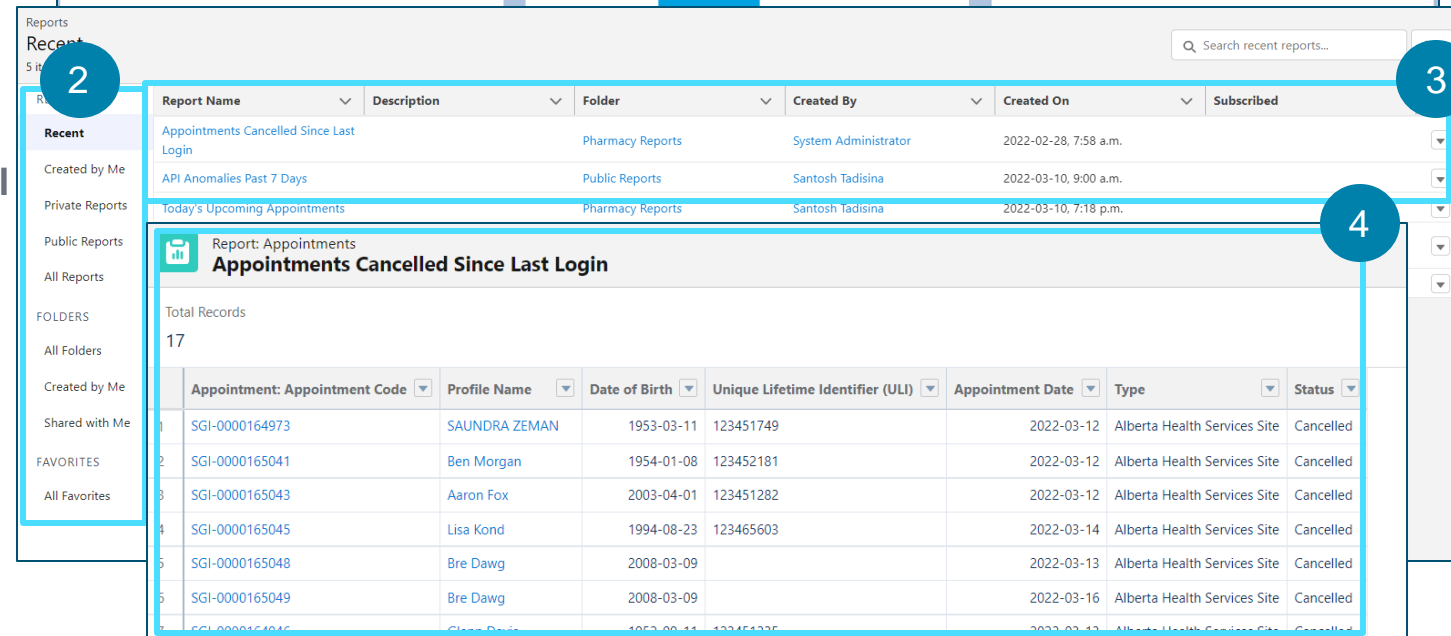 Reports
Recent
5
Search recent reports...
2
3
Report Name Description Folder Created By Created On Subscribed
Recent
Created by Me
Private Reports
Public Reports
All Reports
FOLDERS
All Folders
Created by Me
Shared with Me
FAVORITES
All Favorites
Appointments Cancelled Since Last
Login Pharmacy Reports System Administrator 2022-02-28, 7:58 a.m.
API Anomalies Past 7 Days Public Reports Santosh Tadisina 2022-03-10, 9:00 a.m.
Today's Upcoming Appointments Pharmacy Reports Santosh Tadisina 2022-03-10, 7:18 p.m.
4
Report: Appointments
Appointments Cancelled Since Last Login
Total Records
17
Appointment: Appointment Code Profile Name Date of Birth Unique Lifetime Identifier (ULI) Appointment Date Type Status
1 SGI-0000164973 SAUNDRA ZEMAN 1953-03-11 123451749 2022-03-12 Alberta Health Services Site Cancelled
2 SGI-0000165041 Ben Morgan 1954-01-08 123452181 2022-03-12 Alberta Health Services Site Cancelled
3 SGI-0000165043 Aaron Fox 2003-04-01 123451282 2022-03-12 Alberta Health Services Site Cancelled
4 SGI-0000165045 Lisa Kond 1994-08-23 123465603 2022-03-14 Alberta Health Services Site Cancelled
5 SGI-0000165048 Bre Dawg 2008-03-09 2022-03-13 Alberta Health Services Site Cancelled
6 SGI-0000165049 Bre Dawg 2008-03-09 2022-03-16 Alberta Health Services Site Cancelled
Alberta Health Services Site Cancelled